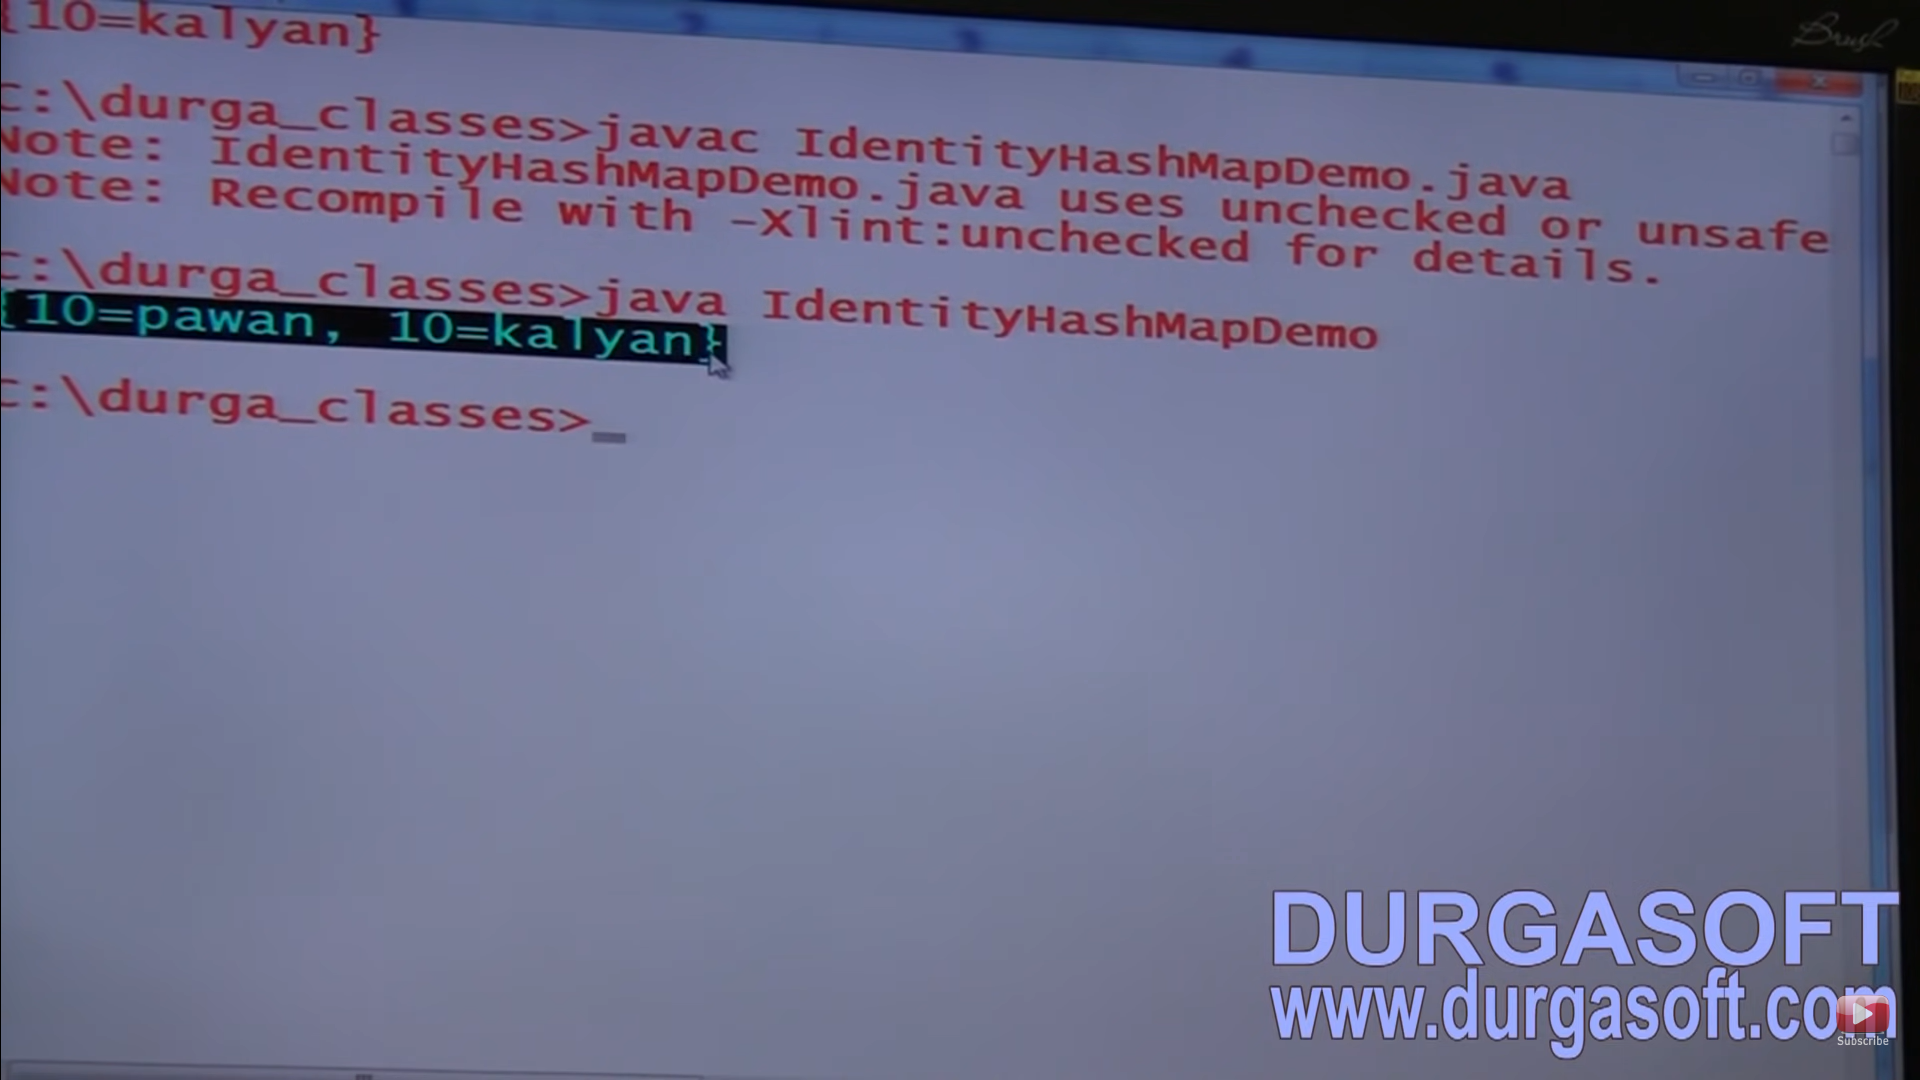 {10=kalyan}
Brush
C:\durga_classes>javac IdentityHashMapDemo.java
Note: IdentityHashMapDemo.java uses unchecked or unsafe
Note: Recompile with -Xlint:unchecked for details.
C:\durga_classes>java IdentityHashMapDemo
{10=pawan, 10=kalyan}
C:\durga_classes>_
DURGASOFT
www.durgasoft.com
Subscribe